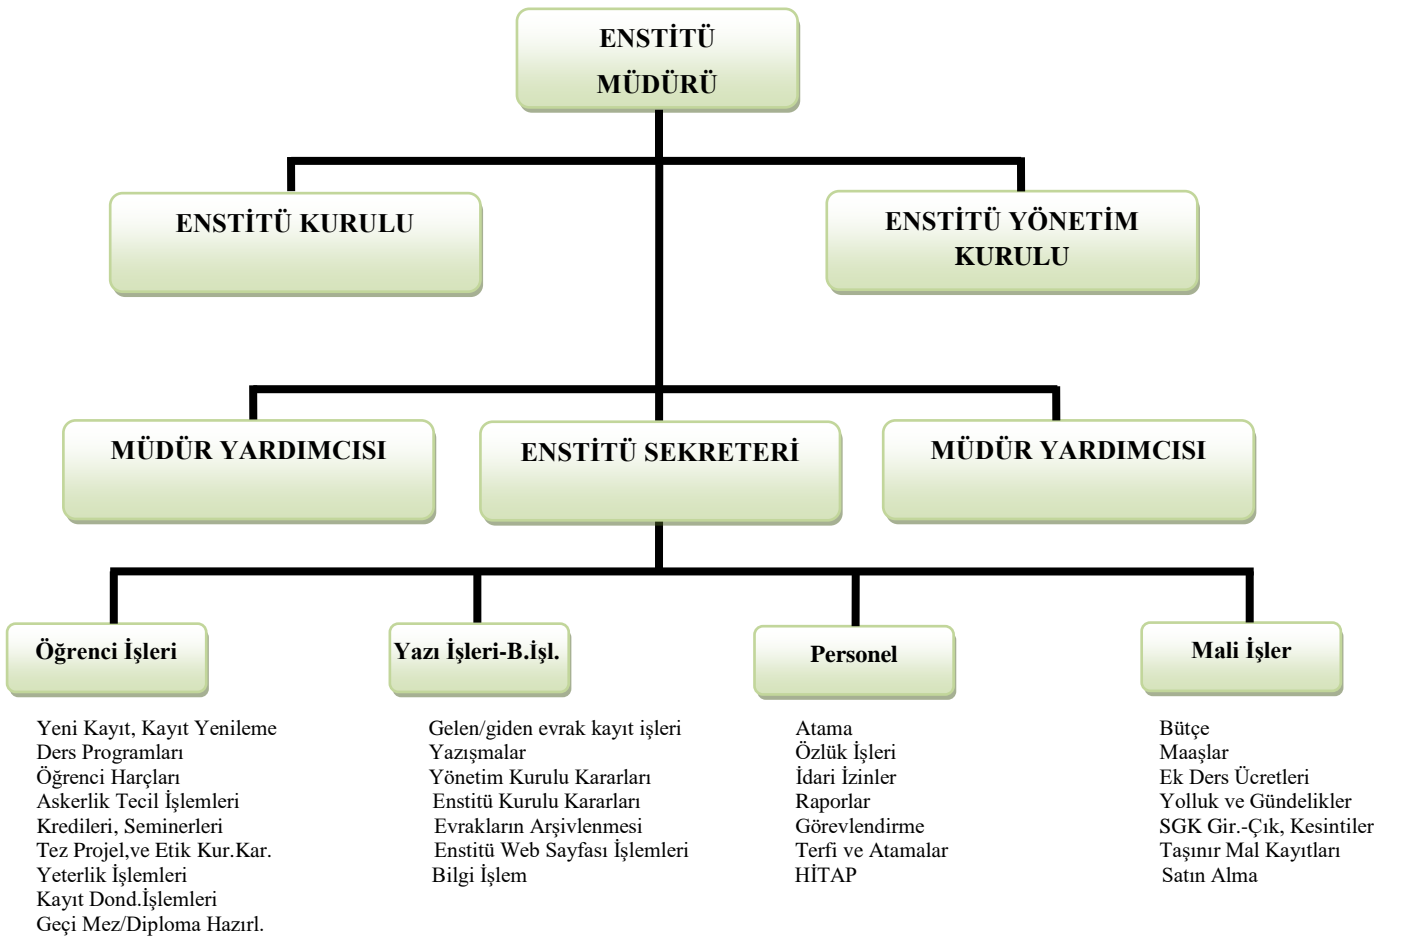 ENSTİTÜ
MÜDÜRÜ
ENSTİTÜ KURULU
ENSTİTÜ YÖNETİM
KURULU
MÜDÜR YARDIMCISI
ENSTİTÜ SEKRETERİ
MÜDÜR YARDIMCISI
Öğrenci İşleri
Yeni Kayıt, Kayıt Yenileme
Ders Programları
Öğrenci Harçları
Askerlik Tecil İşlemleri
Kredileri, Seminerleri
Tez Projel,ve Etik Kur.Kar.
Yeterlik İşlemleri
Kayıt Dond.İşlemleri
Geçi Mez/Diploma Hazırl.
Yazı İşleri-B.İşl.
Gelen/giden evrak kayıt işleri
Yazışmalar
Yönetim Kurulu Kararları
Enstitü Kurulu Kararları
Evrakların Arşivlenmesi
Enstitü Web Sayfası İşlemleri
Bilgi İşlem
Personel
Atama
Özlük İşleri
İdari İzinler
Raporlar
Görevlendirme
Terfi ve Atamalar
HİTAP
Mali İşler
Bütçe
Maaşlar
Ek Ders Ücretleri
Yolluk ve Gündelikler
SGK Gir.-Çık, Kesintiler
Taşınır Mal Kayıtları
Satın Alma